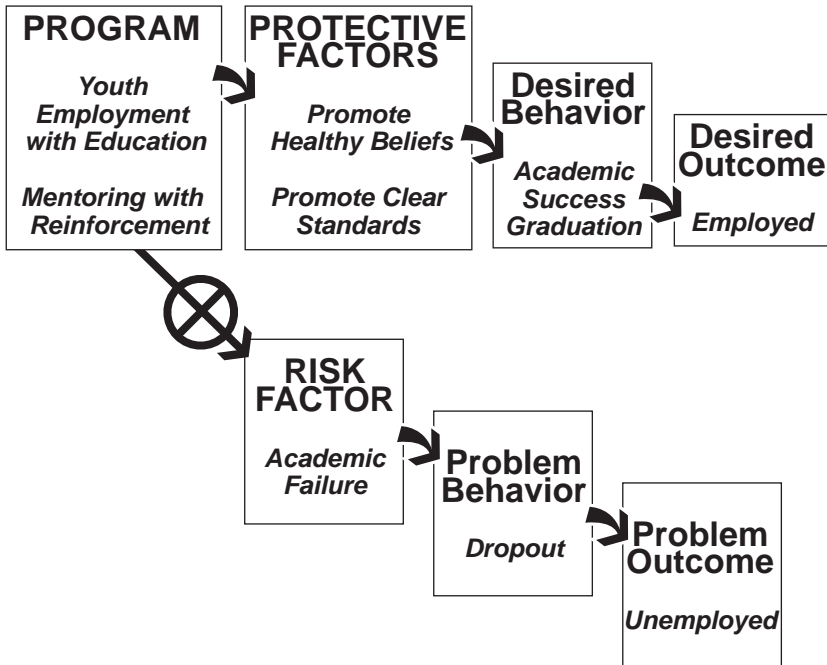 PROGRAM
Youth
Employment
with Education
Mentoring with
Reinforcement
PROTECTIVE
FACTORS
Promote
Healthy Beliefs
Promote Clear
Standards
Desired
Behavior
Academic
Success
Graduation
Desired
Outcome
Employed
RISK
FACTOR
Academic
Failure
Problem
Behavior
Dropout
Problem
Outcome
Unemployed